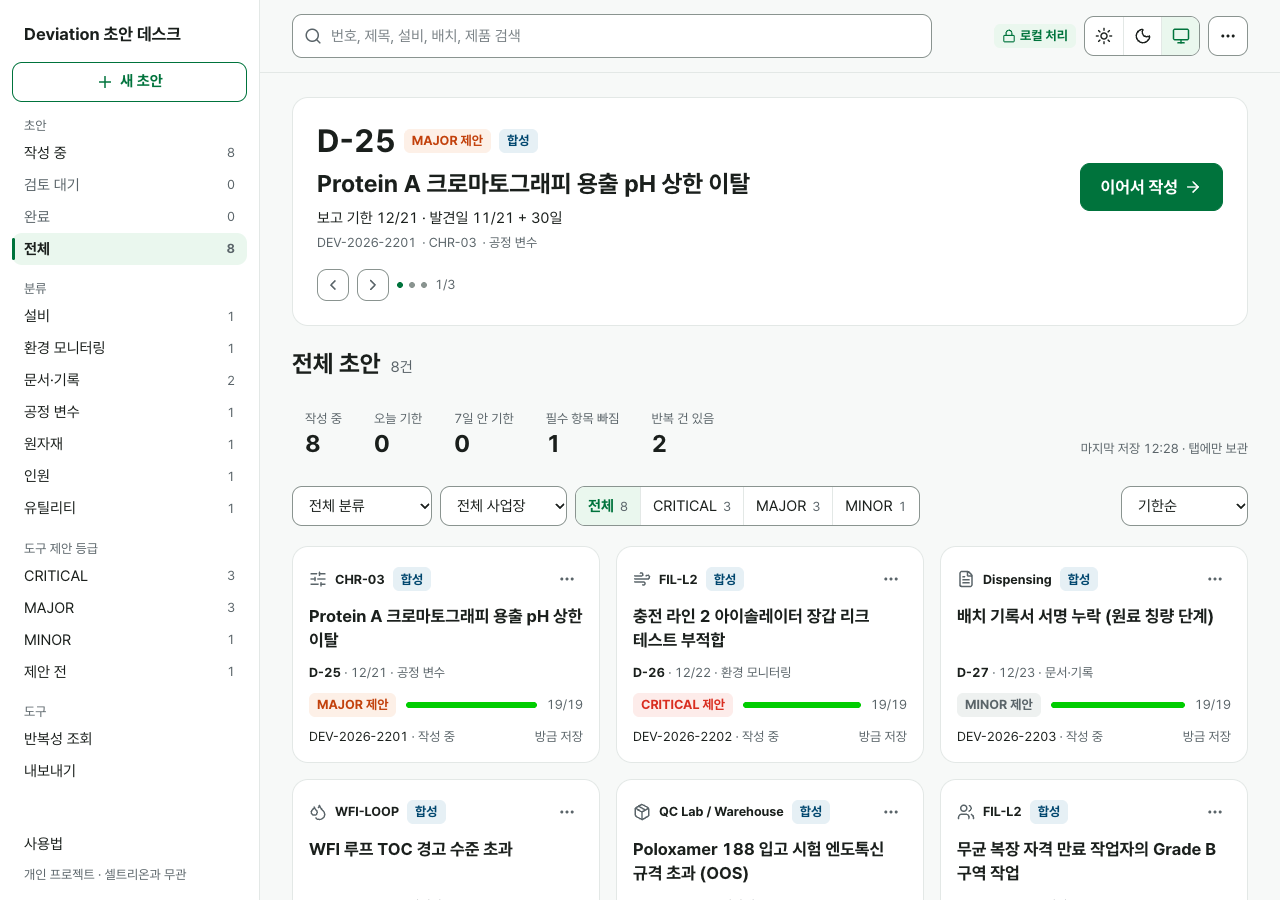 Deviation 초안 데스크
새 초안
초안
작성 중 8
검토 대기 0
완료 0
전체 8
분류
설비 1
환경 모니터링 1
문서·기록 2
공정 변수 1
원자재 1
인원 1
유틸리티 1
도구 제안 등급
CRITICAL 3
MAJOR 3
MINOR 1
제안 전 1
도구
반복성 조회
내보내기
사용법
개인 프로젝트 · 셀트리온과 무관
번호, 제목, 설비, 배치, 제품 검색
로컬 처리
D-25 MAJOR 제안 합성
Protein A 크로마토그래피 용출 pH 상한 이탈
보고 기한 12/21 · 발견일 11/21 + 30일
DEV-2026-2201 · CHR-03 · 공정 변수
이어서 작성 →
1/3
전체 초안 8건
작성 중 오늘 기한 7일 안 기한 필수 항목 빠짐 반복 건 있음
8 0 0 1 2
마지막 저장 12:28 · 탭에만 보관
전체 분류 전체 사업장 전체 8 CRITICAL 3 MAJOR 3 MINOR 1 기한순
CHR-03 합성
Protein A 크로마토그래피 용출 pH 상한
이탈
D-25 · 12/21 · 공정 변수
MAJOR 제안 19/19
DEV-2026-2201 · 작성 중 방금 저장
FIL-L2 합성
충전 라인 2 아이솔레이터 장갑 리크
테스트 부적합
D-26 · 12/22 · 환경 모니터링
CRITICAL 제안 19/19
DEV-2026-2202 · 작성 중 방금 저장
Dispensing 합성
배치 기록서 서명 누락 (원료 칭량 단계)
D-27 · 12/23 · 문서·기록
MINOR 제안 19/19
DEV-2026-2203 · 작성 중 방금 저장
WFI-LOOP 합성
WFI 루프 TOC 경고 수준 초과
QC Lab / Warehouse 합성
Poloxamer 188 입고 시험 엔도톡신
규격 초과 (OOS)
FIL-L2 합성
무균 복장 자격 만료 작업자의 Grade B
구역 작업